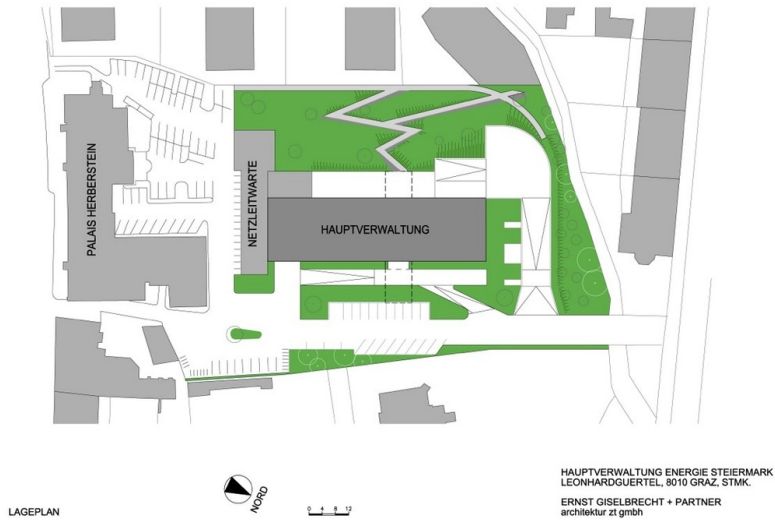 PALAIS HERBERSTEIN
NETZLEITWARTE
HAUPTVERWALTUNG
LAGEPLAN
NORD
0 4 8 12
HAUPTVERWALTUNG ENERGIE STEIERMARK
LEONHARDGUERTEL, 8010 GRAZ, STMK.
ERNST GISELBRECHT + PARTNER
architektur zt gmbh